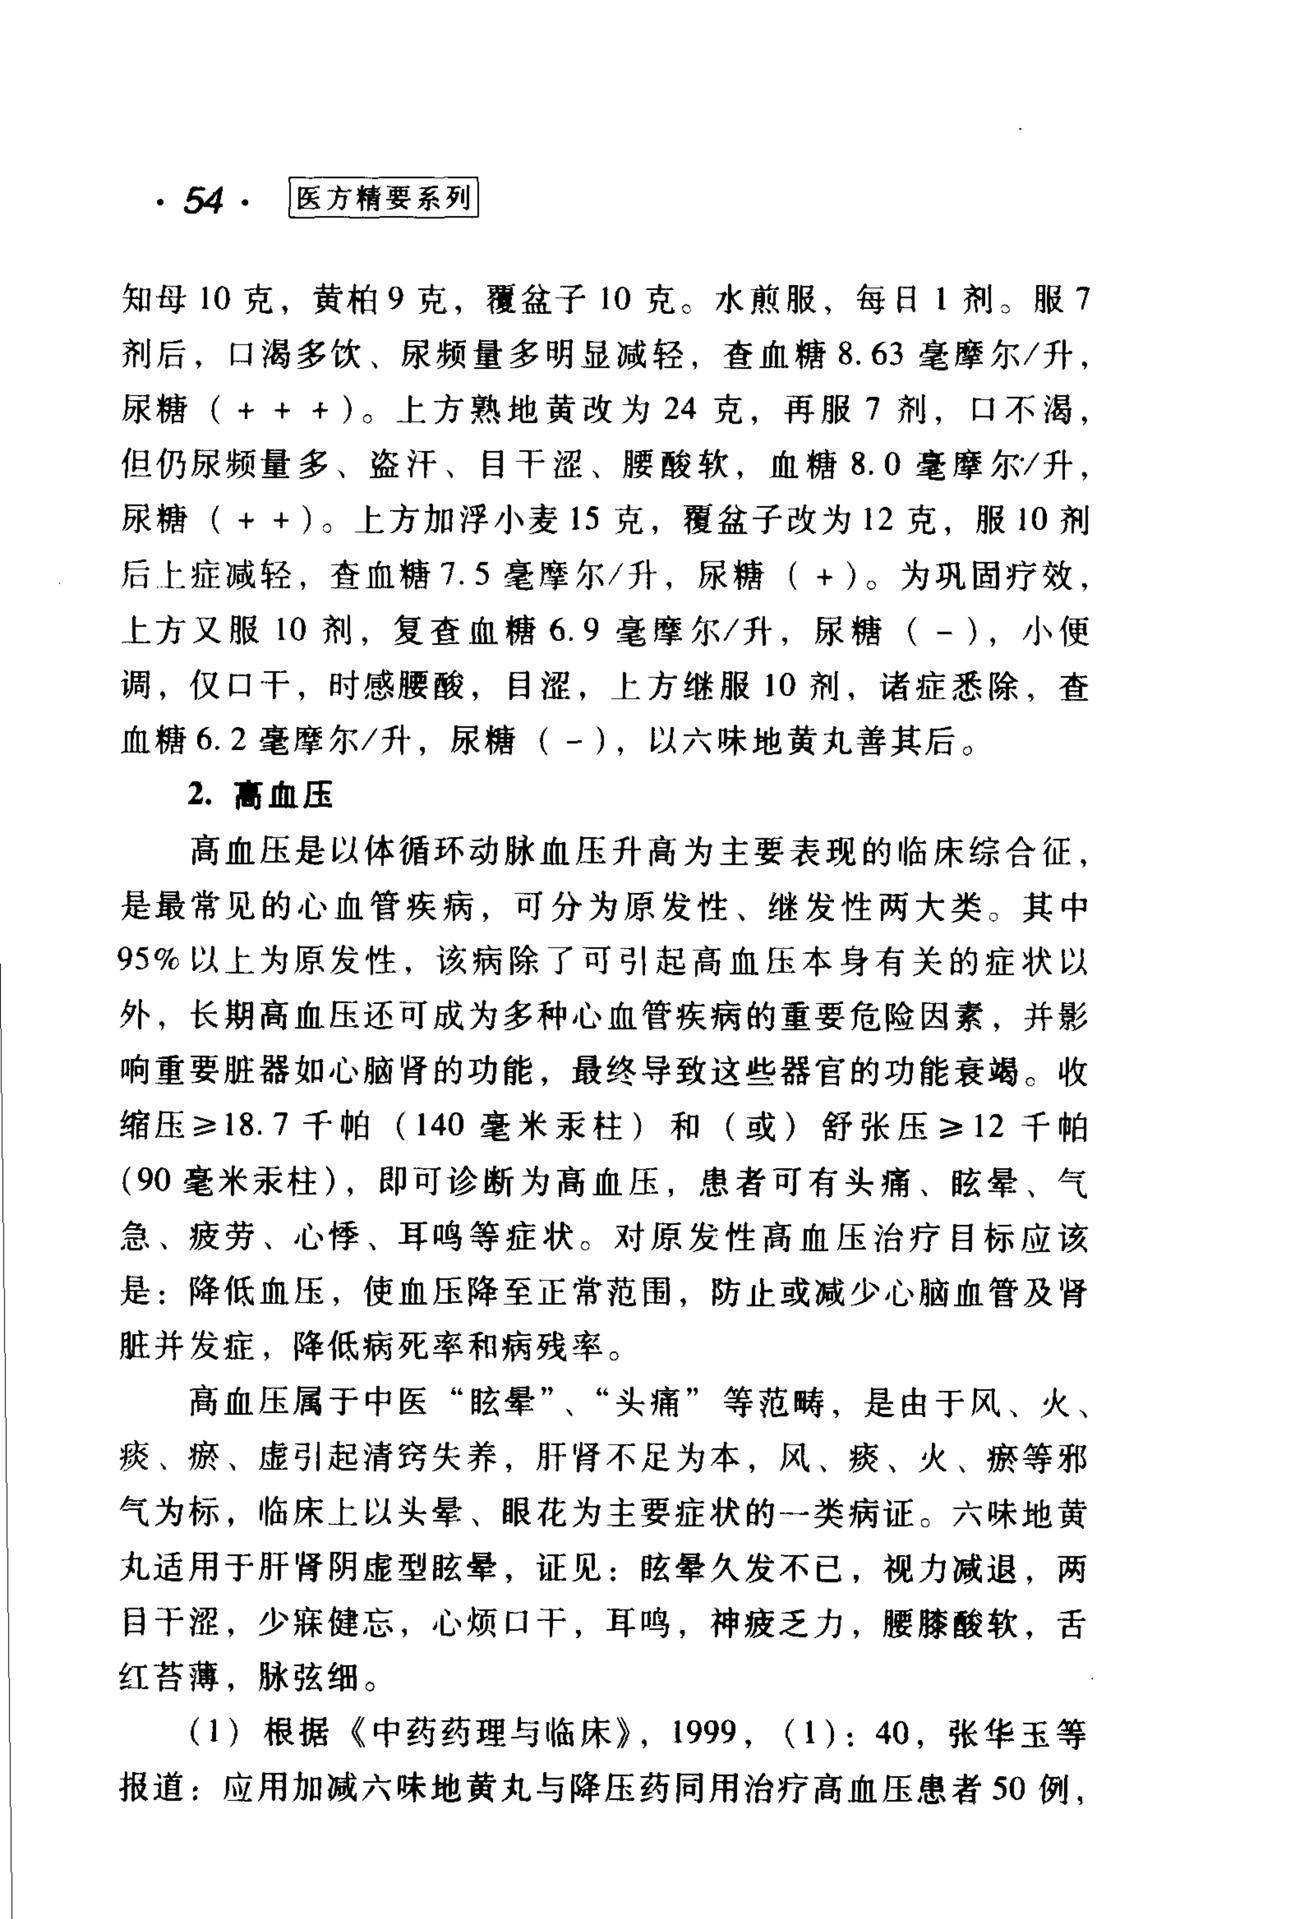 ·54· 医方精要系列
知母10克，黄柏9克，覆盆子10克。水煎服，每日1剂。服7
剂后，口渴多饮、尿频量多明显减轻，查血糖8.63毫摩尔/升，
尿糖（+++）。上方熟地黄改为24克，再服7剂，口不渴，
但仍尿频量多、盗汗、目干涩、腰酸软，血糖8.0毫摩尔/升，
尿糖（++）。上方加浮小麦15克，覆盆子改为12克，服10剂
后上症减轻，查血糖7.5毫摩尔/升，尿糖（+）。为巩固疗效，
上方又服10剂，复查血糖6.9毫摩尔/升，尿糖（-），小便
调，仅口干，时感腰酸，目涩，上方继服10剂，诸症悉除，查
血糖6.2毫摩尔/升，尿糖（-），以六味地黄丸善其后。
2. 高血压
高血压是以体循环动脉血压升高为主要表现的临床综合征，
是最常见的心血管疾病，可分为原发性、继发性两大类。其中
95%以上为原发性，该病除了可引起高血压本身有关的症状以
外，长期高血压还可成为多种心血管疾病的重要危险因素，并影
响重要脏器如心脑肾的功能，最终导致这些器官的功能衰竭。收
缩压≥18.7千帕（140毫米汞柱）和（或）舒张压≥12千帕
（90毫米汞柱），即可诊断为高血压，患者可有头痛、眩晕、气
急、疲劳、心悸、耳鸣等症状。对原发性高血压治疗目标应该
是：降低血压，使血压降至正常范围，防止或减少心脑血管及肾
脏并发症，降低病死率和病残率。
高血压属于中医“眩晕”、“头痛”等范畴，是由于风、火、
痰、瘀、虚引起清窍失养，肝肾不足为本，风、痰、火、瘀等邪
气为标，临床上以头晕、眼花为主要症状的一类病证。六味地黄
丸适用于肝肾阴虚型眩晕，证见：眩晕久发不已，视力减退，两
目干涩，少寐健忘，心烦口干，耳鸣，神疲乏力，腰膝酸软，舌
红苔薄，脉弦细。
（1）根据《中药药理与临床》，1999，（1）：40，张华玉等
报道：应用加减六味地黄丸与降压药同用治疗高血压患者50例，